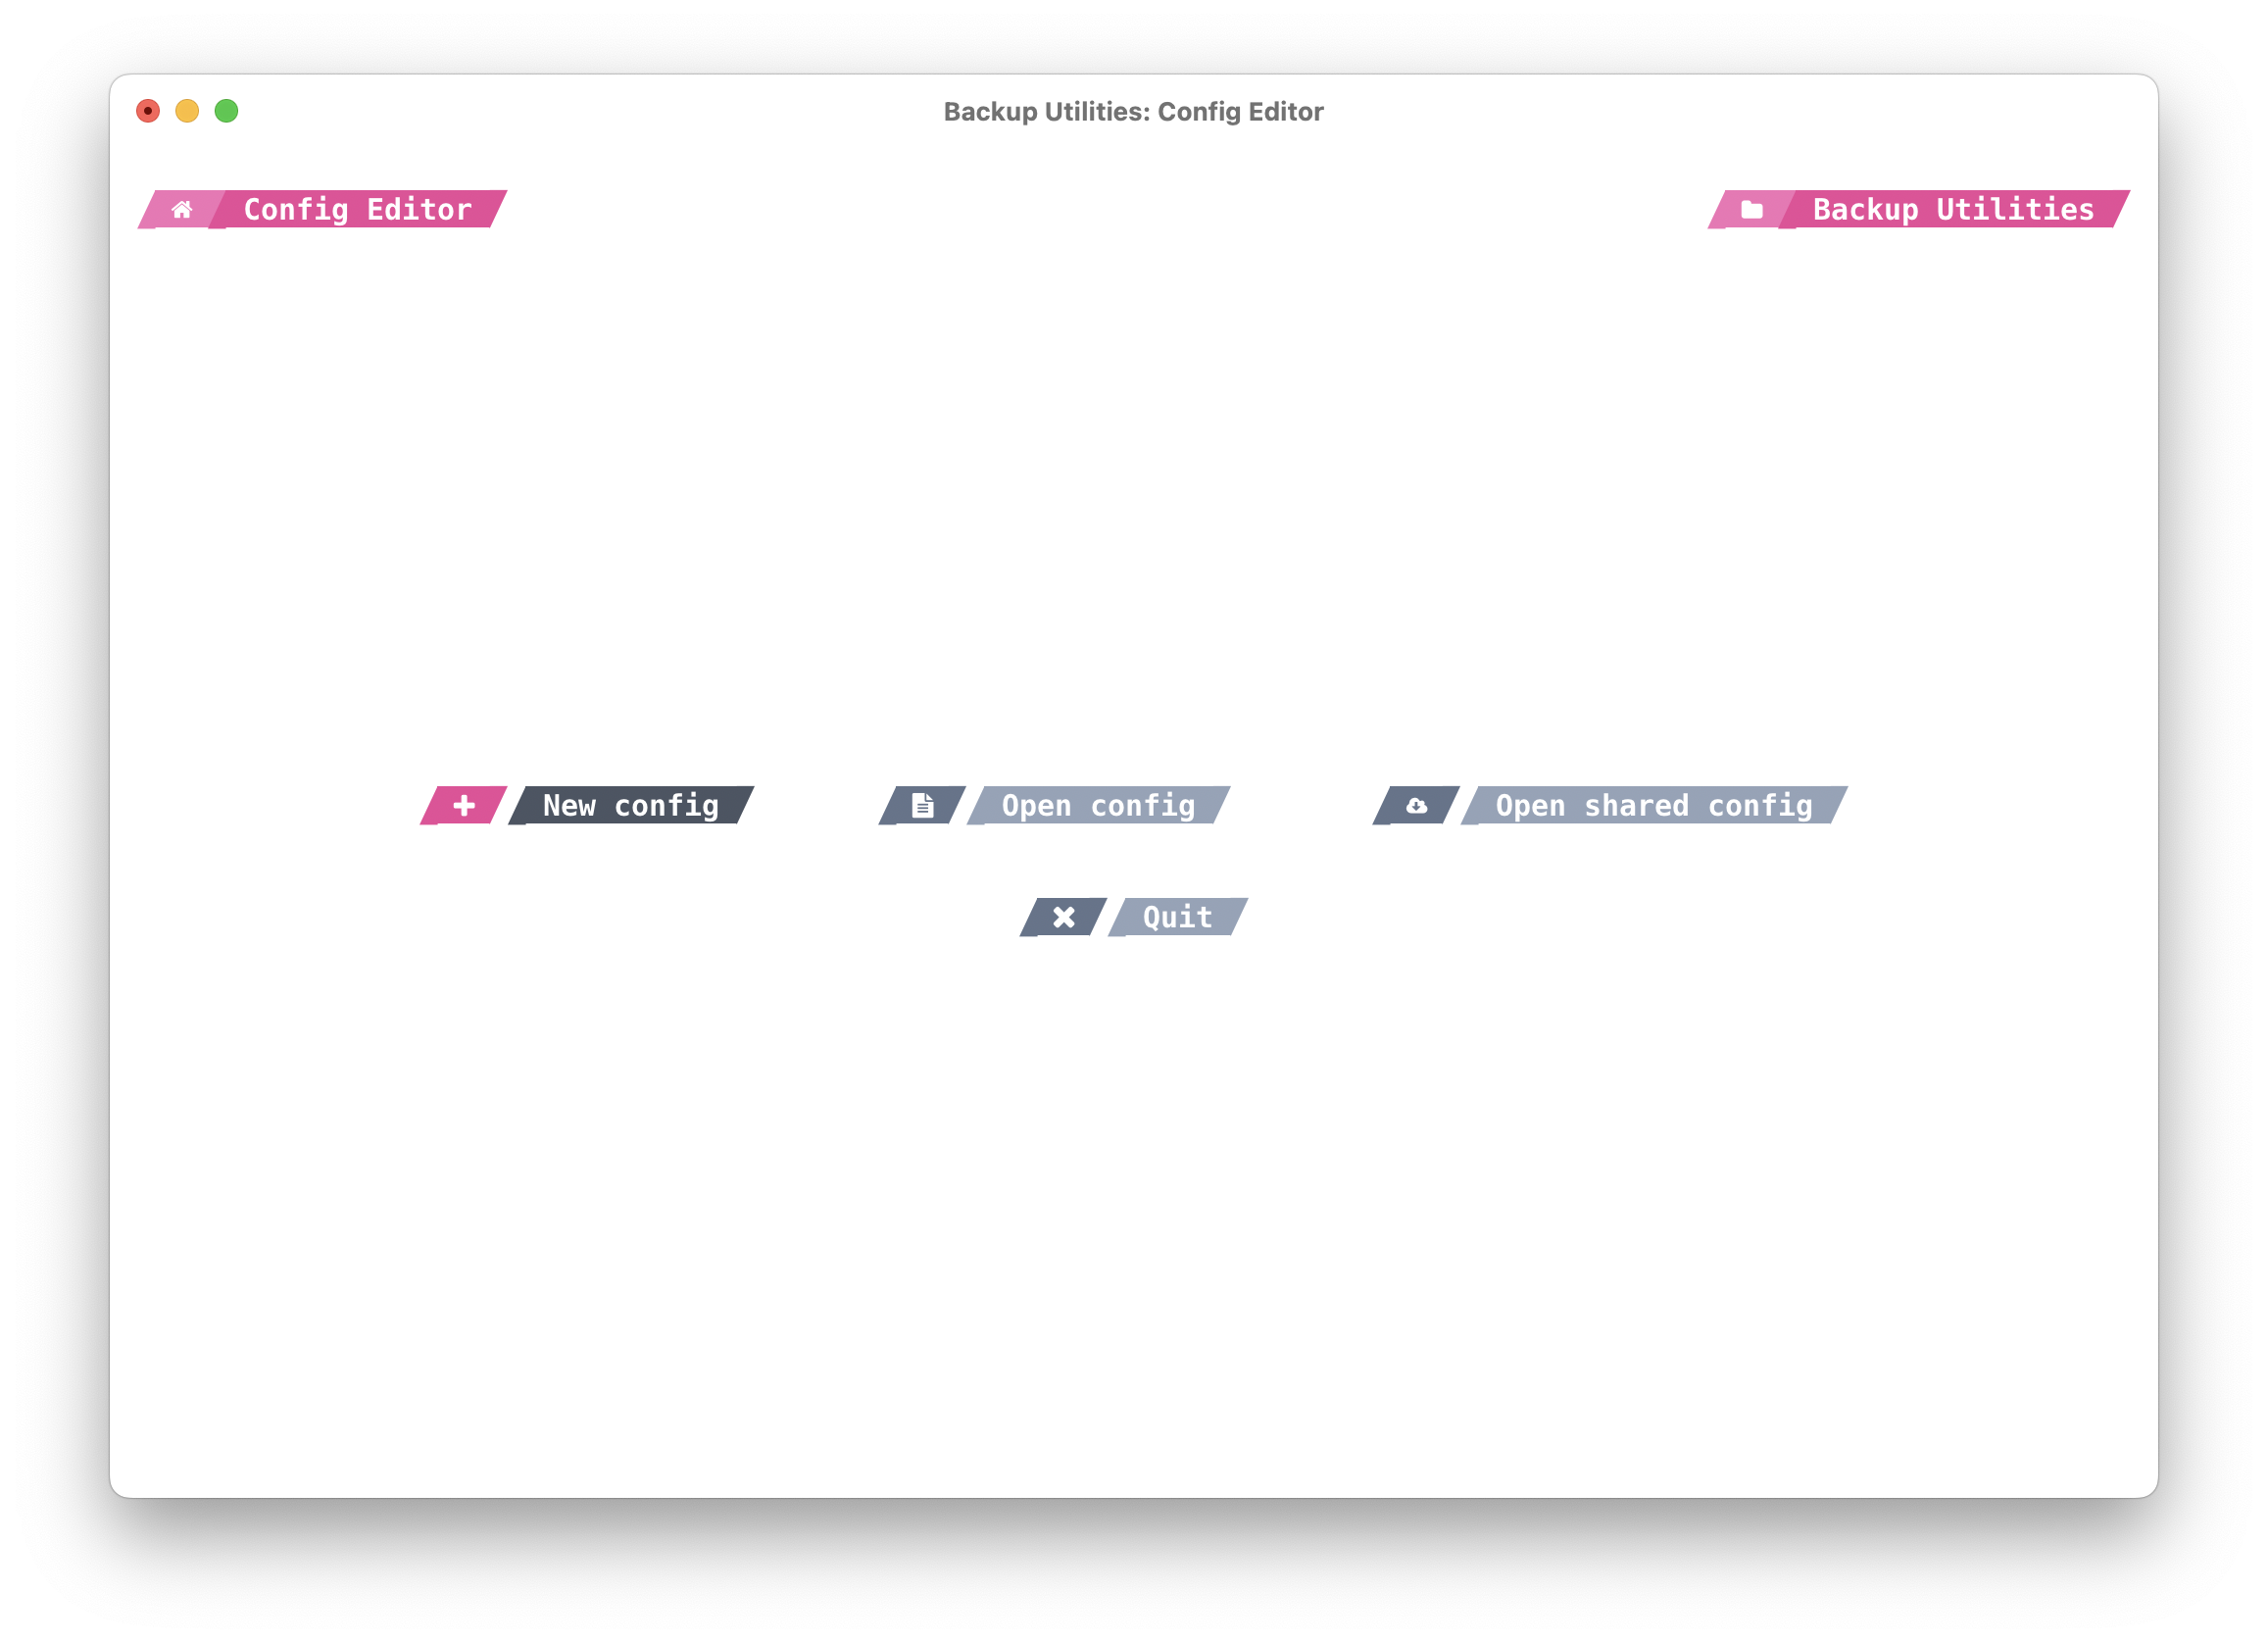 Backup Utilities: Config Editor
Config Editor
Backup Utilities
New config
Open config
Open shared config
Quit